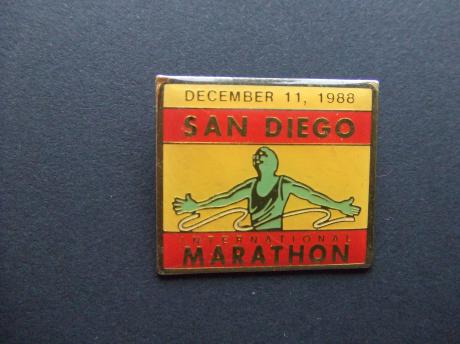 DECEMBER 11, 1988
SAN DIEGO
INTERNATIONAL
MARATHON